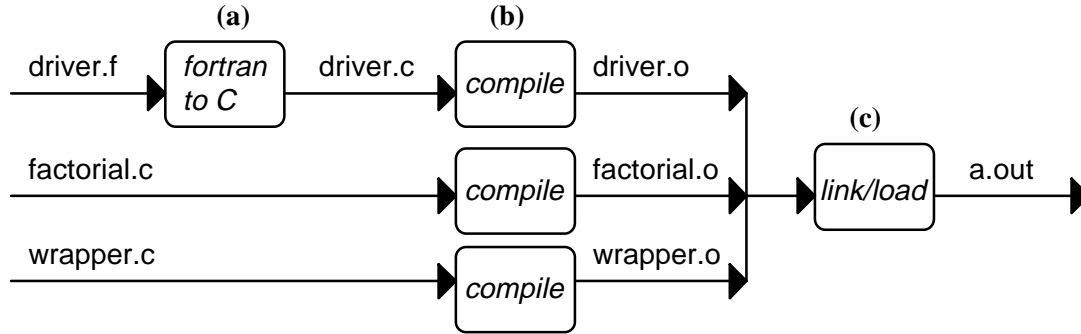 (a)
(b)
driver.f
fortran
to C
driver.c
compile
driver.o
(c)
factorial.c
compile
factorial.o
link/load
a.out
wrapper.c
compile
wrapper.o